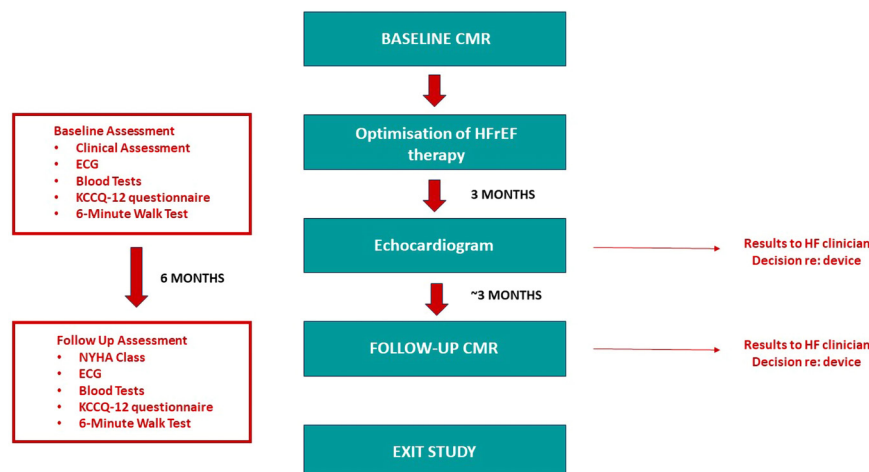 BASELINE CMR
Baseline Assessment
• Clinical Assessment
• ECG
• Blood Tests
• KCCQ-12 questionnaire
• 6-Minute Walk Test
Optimisation of HFrEF
therapy
3 MONTHS
Echocardiogram
Results to HF clinician
Decision re: device
6 MONTHS
~3 MONTHS
Follow Up Assessment
• NYHA Class
• ECG
• Blood Tests
• KCCQ-12 questionnaire
• 6-Minute Walk Test
FOLLOW-UP CMR
Results to HF clinician
Decision re: device
EXIT STUDY